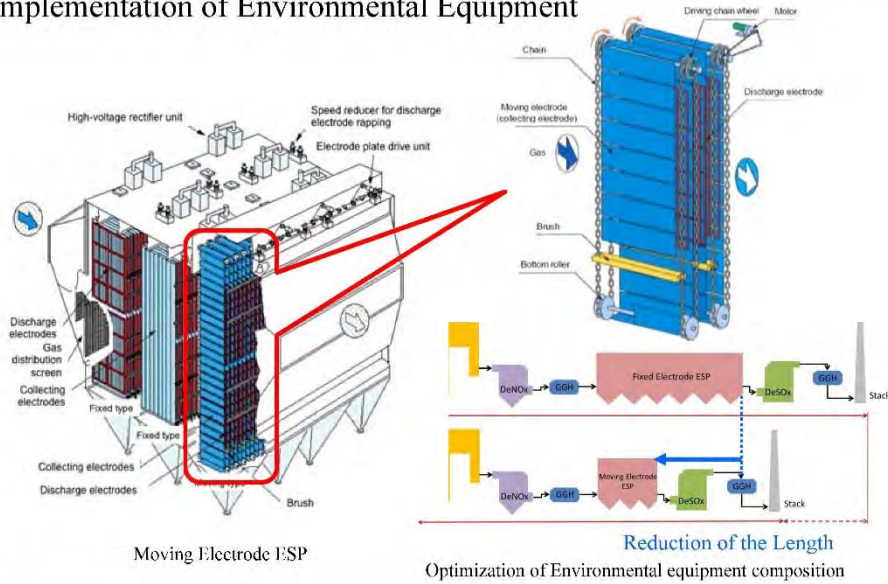 mplementation of Environmental Equipment
High-voltage rectifier unit
Speed reducer for discharge
electrode rapping
Electrode plate drive unit
Discharge
electrodes
Gas
distribution
screen
Collecting
electrodes
Fixed type
Fixed type
Collecting electrodes
Discharge electrodes
Moving type
Brush
Moving Electrode ESP
Driving chain wheel
Motor
Chain
Moving electrode
(collecting electrode)
Discharge electrode
Gas
Brush
Bottom roller
DeNOx
GGH
Fixed Electrode ESP
DeSOx
GGH
Stack
DeNOx
GGH
Moving Electrode
ESP
DeSOx
GGH
Stack
Reduction of the Length
Optimization of Environmental equipment composition